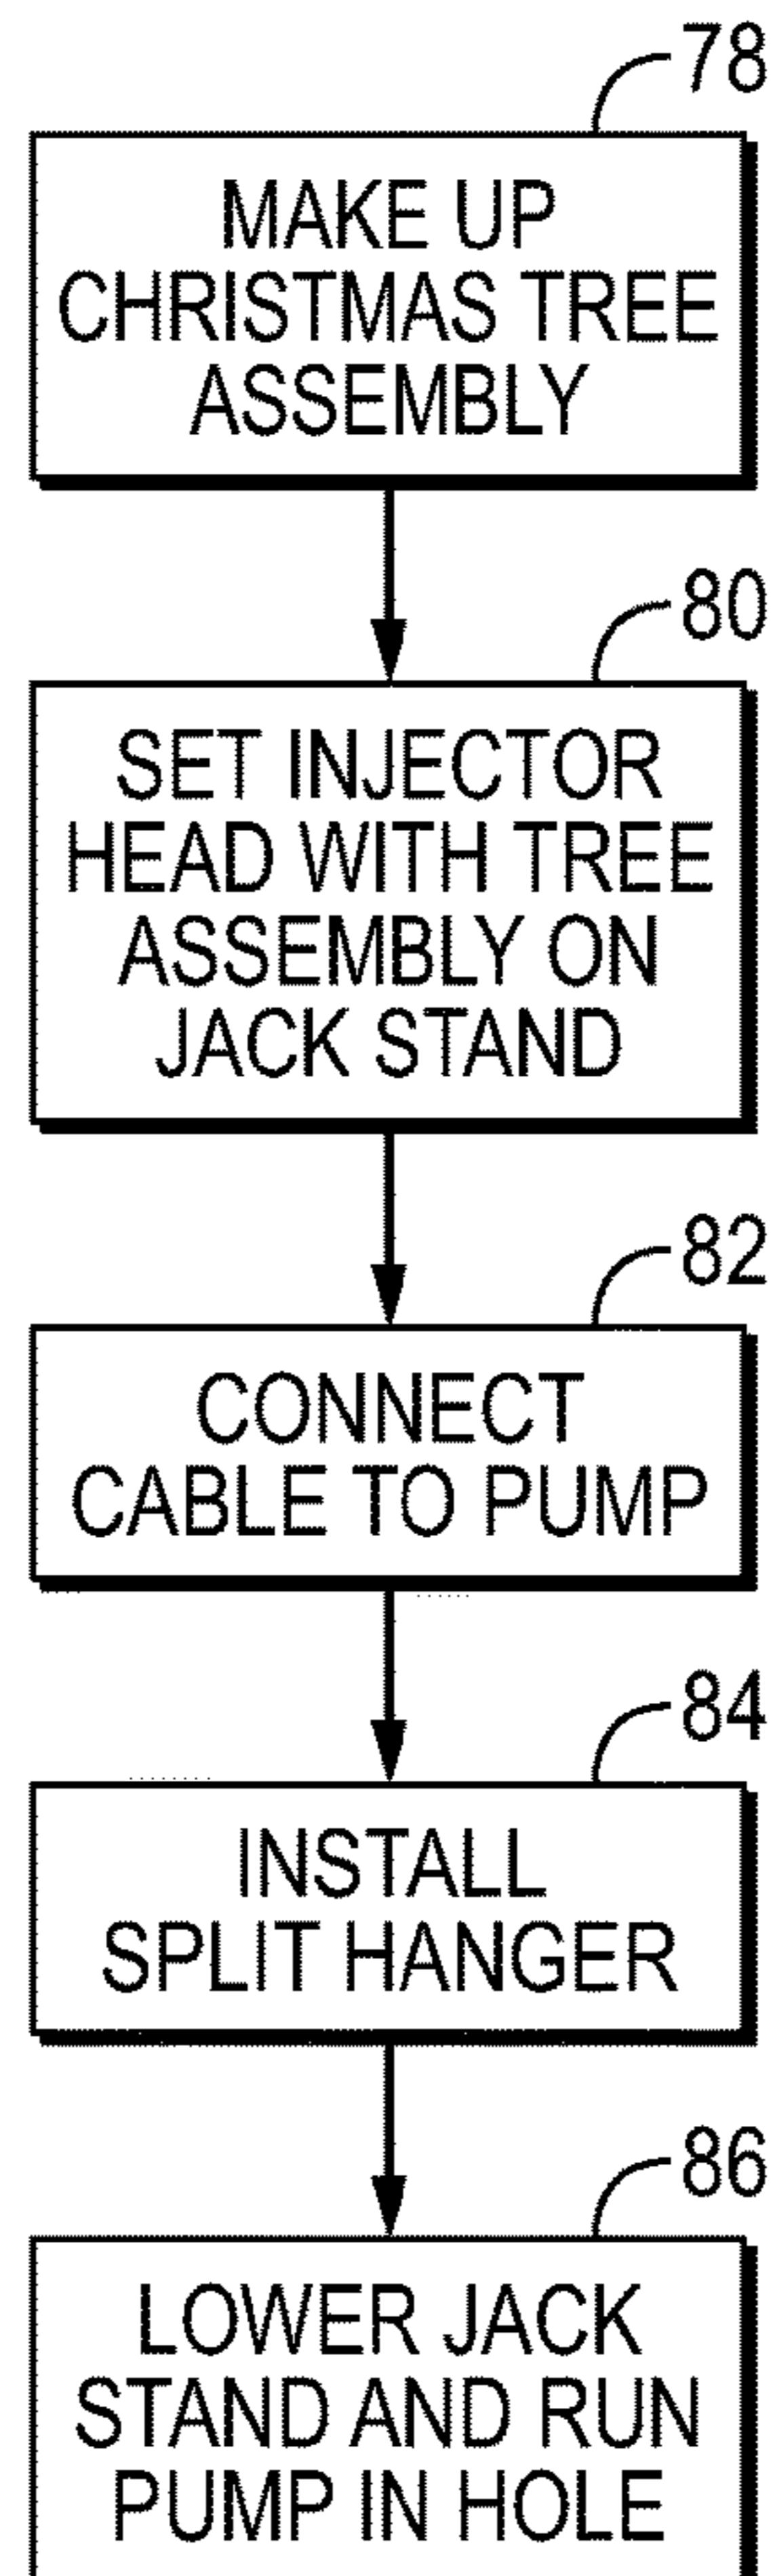 78
MAKE UP
CHRISTMAS TREE
ASSEMBLY
80
SET INJECTOR
HEAD WITH TREE
ASSEMBLY ON
JACK STAND
82
CONNECT
CABLE TO PUMP
84
INSTALL
SPLIT HANGER
86
LOWER JACK
STAND AND RUN
PUMP IN HOLE